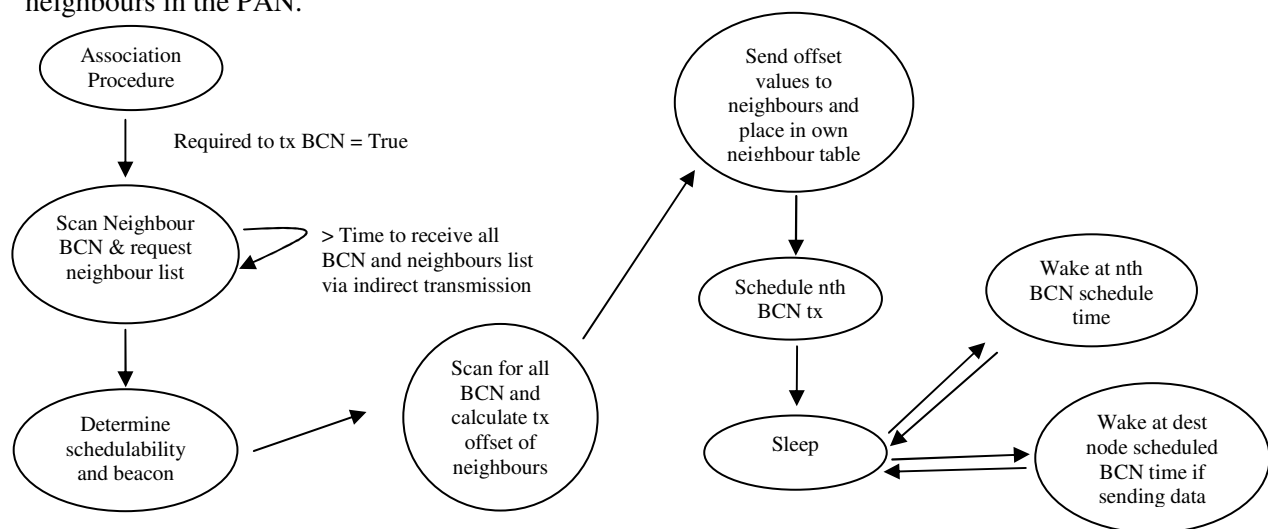 neighbours in the PAN.
Association
Procedure
Required to tx BCN = True
Scan Neighbour
BCN & request
neighbour list
> Time to receive all
BCN and neighbours list
via indirect transmission
Determine
schedulability
and beacon
Scan for all
BCN and
calculate tx
offset of
neighbours
Send offset
values to
neighbours and
place in own
neighbour table
Schedule nth
BCN tx
Sleep
Wake at nth
BCN schedule
time
Wake at dest
node scheduled
BCN time if
sending data